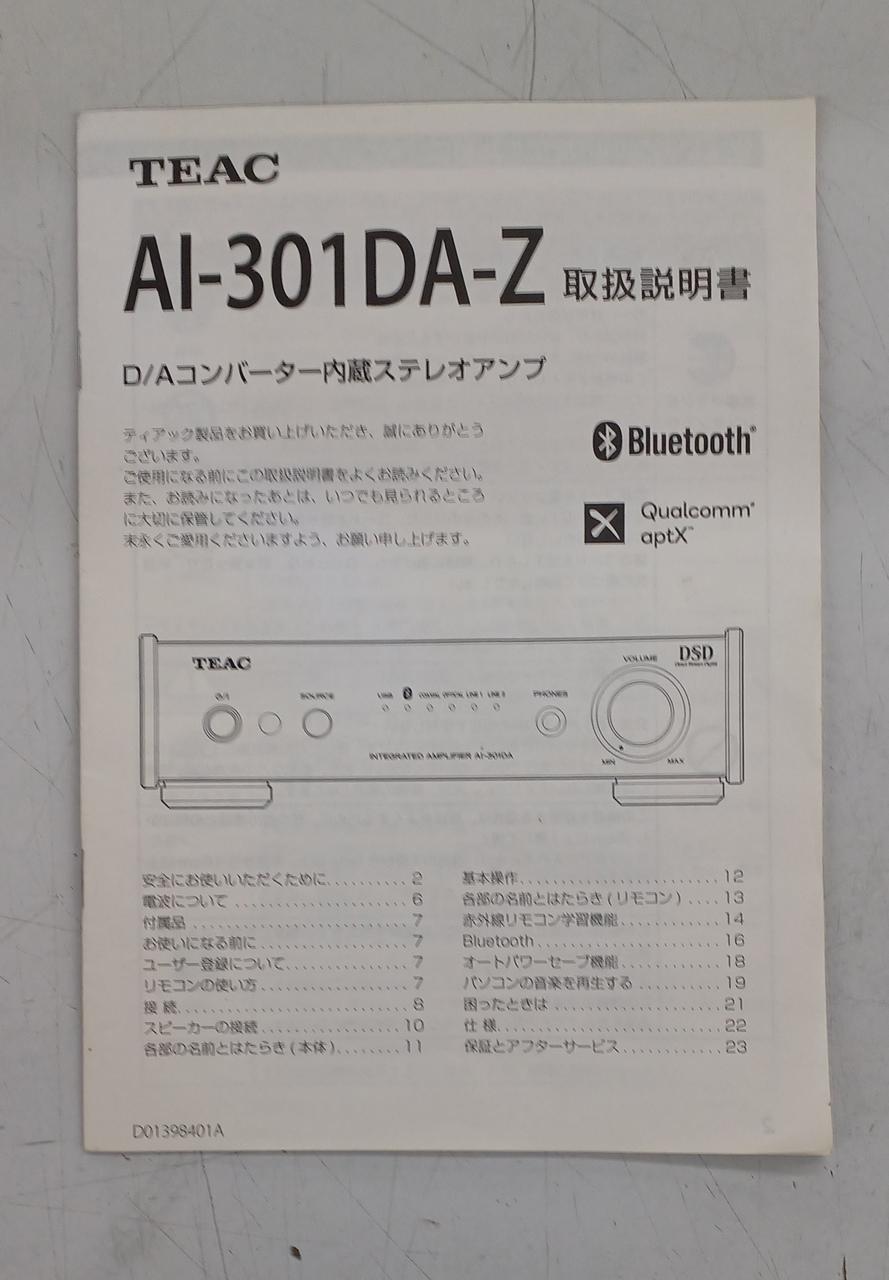 TEAC
AI-301DA-Z 取扱説明書
D/Aコンバーター内蔵ステレオアンプ
ティアック製品をお買い上げいただき、誠にありがとう
ございます。
ご使用になる前にこの取扱説明書をよくお読みください。
また、お読みになったあとは、いつでも見られるところ
に大切に保管してください。
末永くご愛用くださいますよう、お願い申し上げます。
Bluetooth®
Qualcomm®
aptX™
TEAC
DSD
VOLUME
SOURCE
USB
COAXIAL OPTICAL LINE 1 LINE 2
PHONES
INTEGRATED AMPLIFIER AI-301DA
MIN
MAX
安全にお使いいただくために.......... 2
電波について .................. 6
付属品 ....................... 7
お使いになる前に................ 7
ユーザー登録について............. 7
リモコンの使い方 ................ 7
接 続......................... 8
スピーカーの接続 ............... 10
各部の名前とはたらき (本体)........ 11
基本操作........................ 12
各部の名前とはたらき (リモコン) .... 13
赤外線リモコン学習機能............ 14
Bluetooth...................... 16
オートパワーセーブ機能............ 18
パソコンの音楽を再生する .......... 19
困ったときは .................... 21
仕 様.......................... 22
保証とアフターサービス............ 23
D01398401A